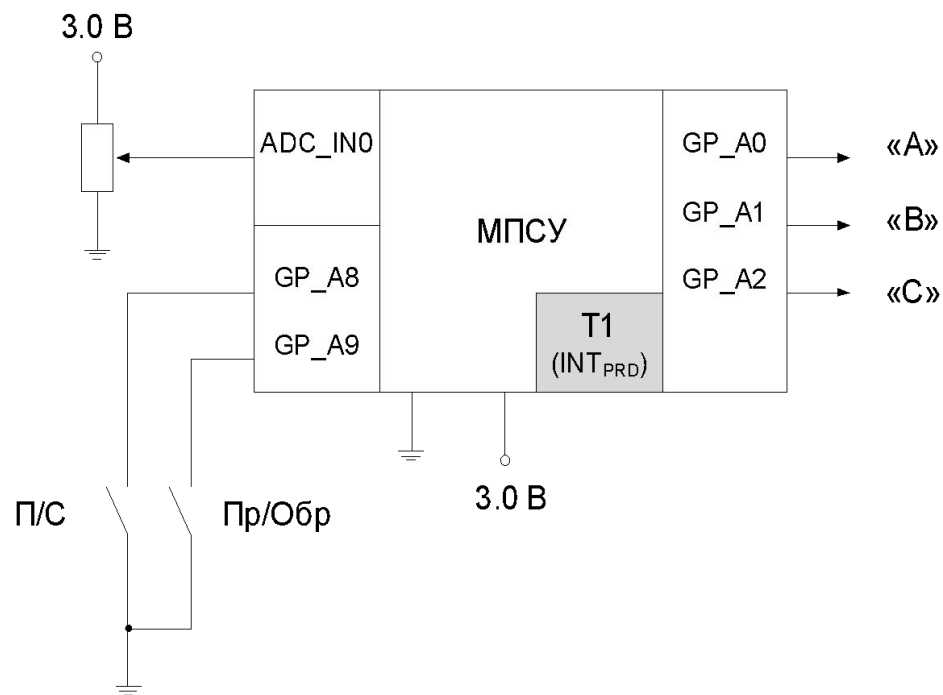 3.0 В
ADC_IN0
GP_A8
GP_A9
МПСУ
T1
(INTPRD)
GP_A0
GP_A1
GP_A2
«A»
«B»
«C»
3.0 В
П/С
Пр/Обр